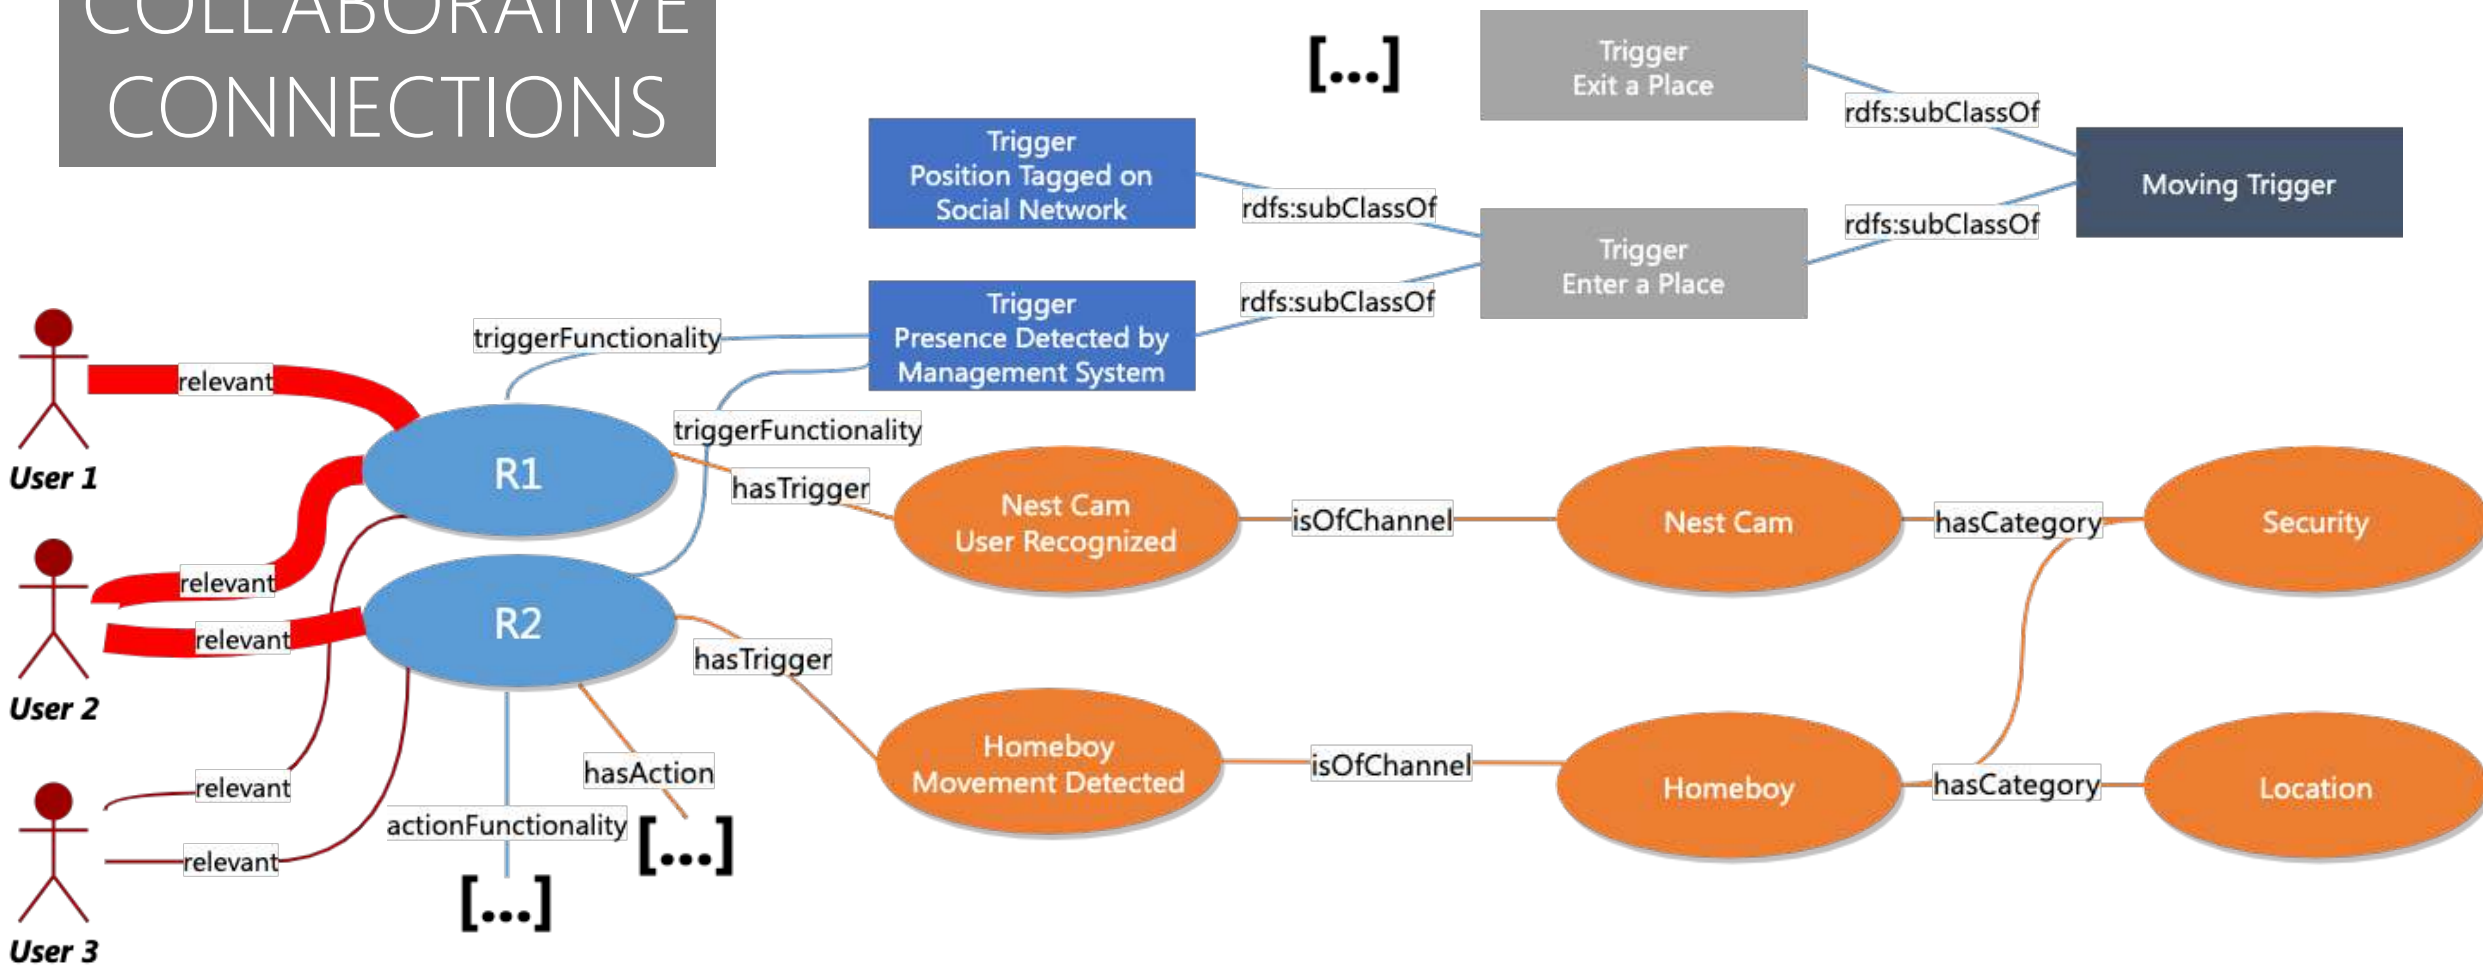 COLLABORATIVE
CONNECTIONS
[...]
Trigger
Exit a Place
rdfs:subClassOf
Trigger
Position Tagged on
Social Network
rdfs:subClassOf
Moving Trigger
rdfs:subClassOf
Trigger
Enter a Place
Trigger
Presence Detected by
Management System
rdfs:subClassOf
triggerFunctionality
relevant
User 1
triggerFunctionality
R1
hasTrigger
Nest Cam
User Recognized
isOfChannel
Nest Cam
hasCategory
Security
relevant
relevant
User 2
R2
hasTrigger
Homeboy
Movement Detected
isOfChannel
Homeboy
hasCategory
Location
relevant
hasAction
[...]
actionFunctionality
[...]
relevant
User 3